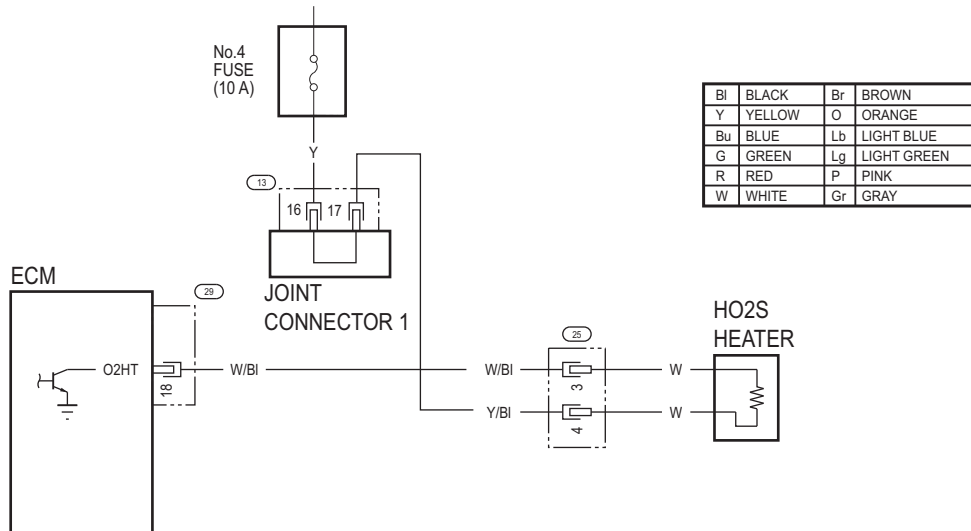 No.4
FUSE
(10 A)
Y
13
16 17
JOINT
CONNECTOR 1
ECM
29
O2HT
18
W/Bl
25
W/Bl
3
W
Y/Bl
4
W
HO2S
HEATER
Bl BLACK Br BROWN
Y YELLOW O ORANGE
Bu BLUE Lb LIGHT BLUE
G GREEN Lg LIGHT GREEN
R RED P PINK
W WHITE Gr GRAY